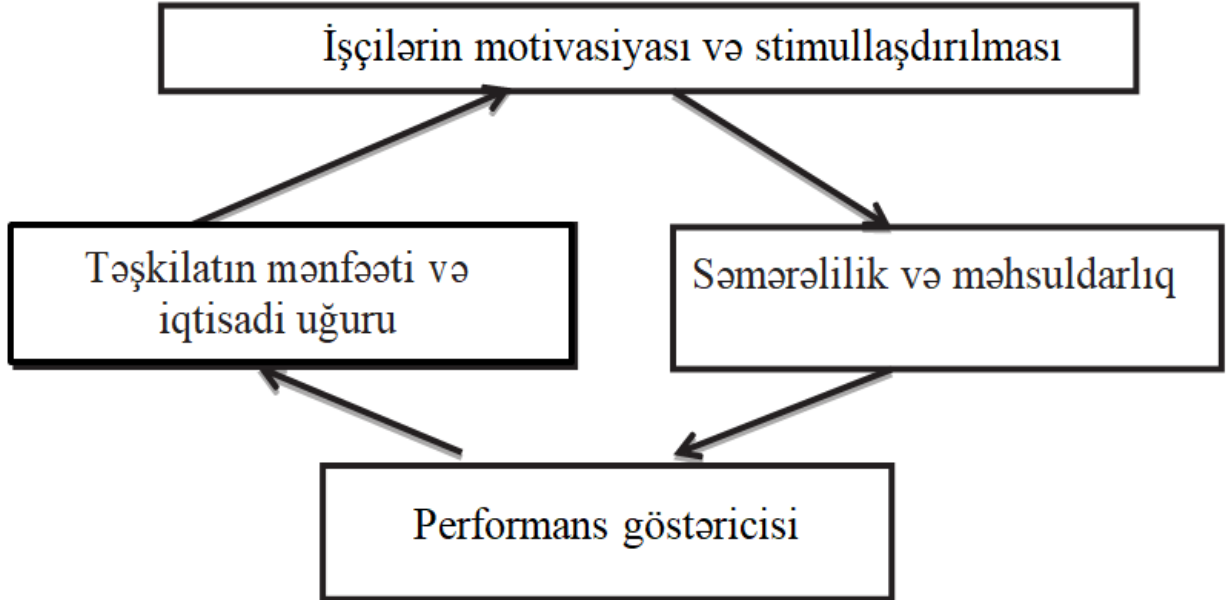 İşçilərin motivasiyası və stimullaşdırılması
Təşkilatın mənfəəti və
iqtisadi uğuru
Səmərəlilik və məhsuldarlıq
Performans göstəricisi